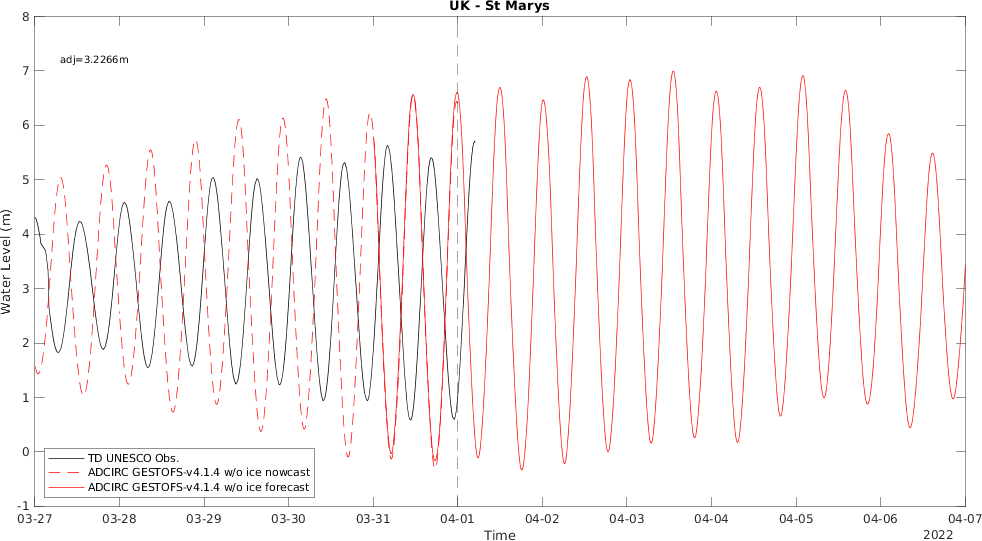 UK - St Marys
8
adj=3.2266m
7
6
5
4
3
2
1
0
-1
Water Level (m)
TD UNESCO Obs.
ADCIRC GESTOFS-v4.1.4 w/o ice nowcast
ADCIRC GESTOFS-v4.1.4 w/o ice forecast
03-27 03-28 03-29 03-30 03-31 04-01 04-02 04-03 04-04 04-05 04-06 04-07
Time
2022